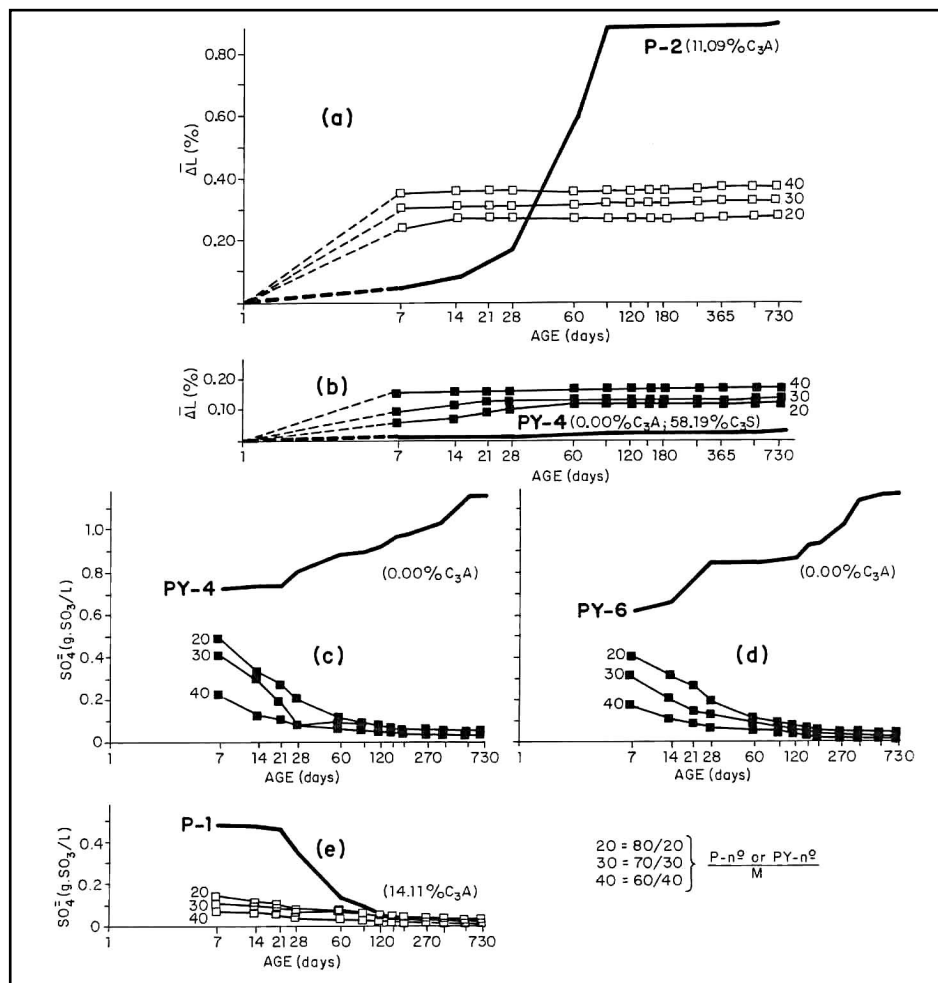 (a)
ΔL̄ (%)
0.80
0.60
0.40
0.20
P-2 (11.09%C₃A)
40
30
20
1 7 14 21 28 60 120 180 365 730
AGE (days)
(b)
ΔL̄ (%)
0.20
0.10
40
30
20
PY-4 (0.00%C₃A; 58.19%C₃S)
1 7 14 21 28 60 120 180 365 730
AGE (days)
(c)
SO₄⁼ (g.SO₃/L)
1.0
0.8
0.6
0.4
0.2
0
PY-4
(0.00%C₃A)
20
30
40
1 7 14 21 28 60 120 270 730
AGE (days)
(d)
PY-6
(0.00%C₃A)
20
30
40
1 7 14 21 28 60 120 270 730
AGE (days)
(e)
SO₄⁼ (g.SO₃/L)
0.4
0.2
0
P-1
(14.11%C₃A)
20
30
40
1 7 14 21 28 60 120 270 730
AGE (days)
20 = 80/20
30 = 70/30
40 = 60/40
P-nº or PY-nº
M